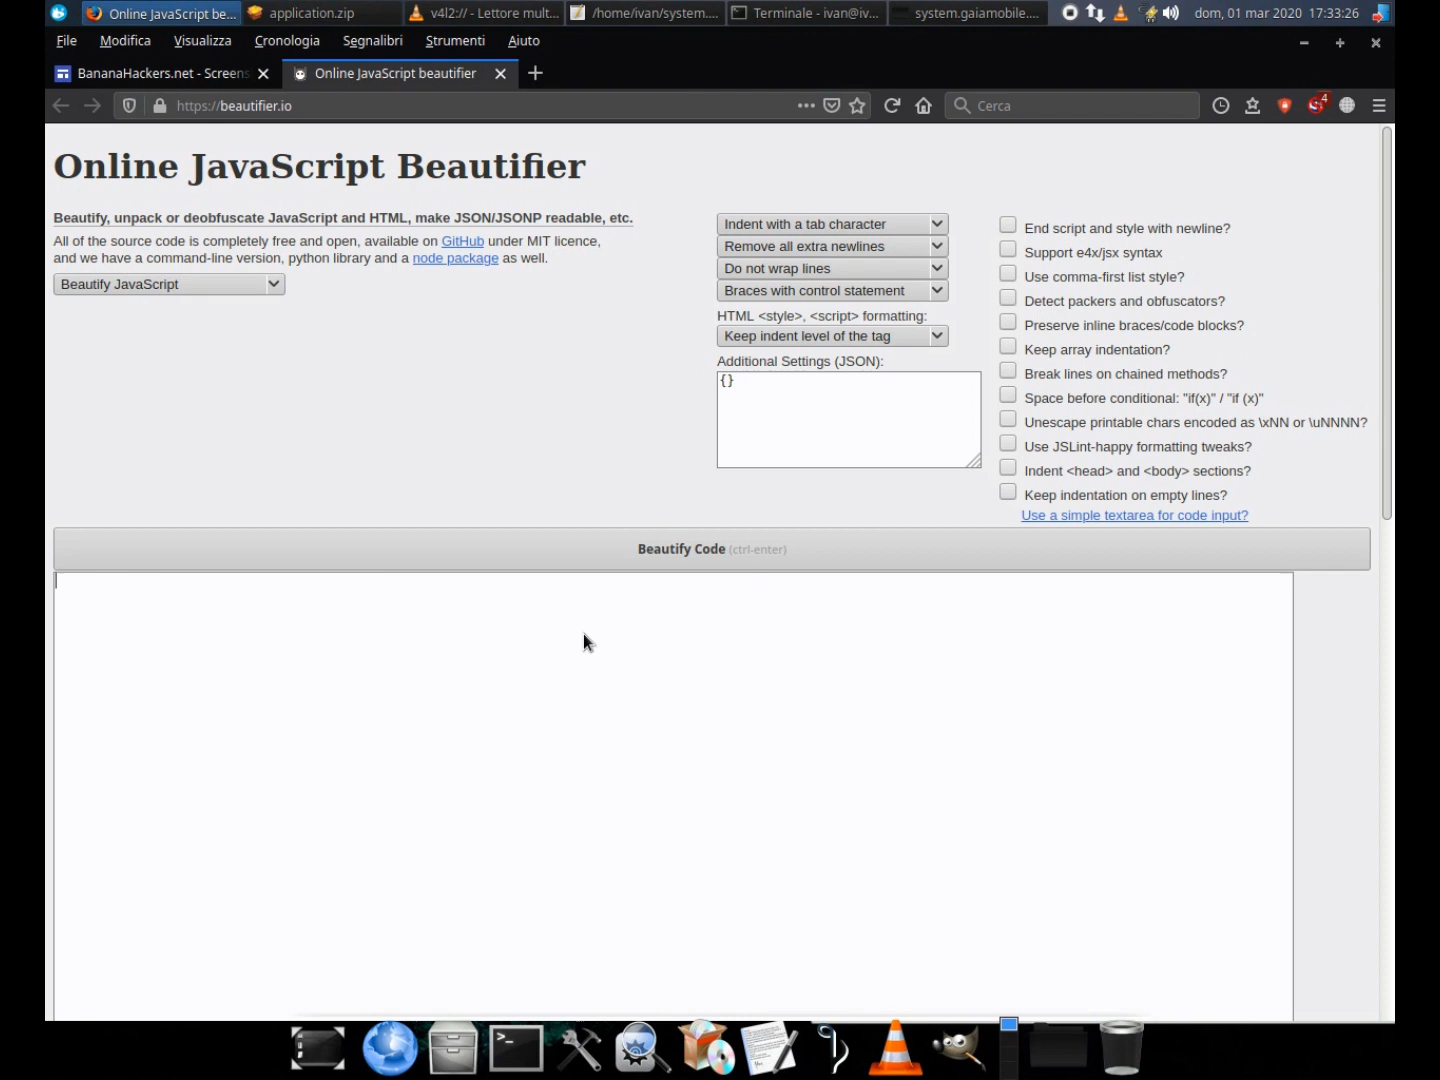 Online JavaScript be...
application.zip
v4l2:// - Lettore mult...
/home/ivan/system....
Terminale - ivan@iv...
system.gaiamobile....
dom, 01 mar 2020 17:33:26
File Modifica Visualizza Cronologia Segnalibri Strumenti Aiuto
BananaHackers.net - Screens
Online JavaScript beautifier
https://beautifier.io
Cerca
4
Online JavaScript Beautifier
Beautify, unpack or deobfuscate JavaScript and HTML, make JSON/JSONP readable, etc.
All of the source code is completely free and open, available on GitHub under MIT licence,
and we have a command-line version, python library and a node package as well.
Beautify JavaScript
Indent with a tab character
Remove all extra newlines
Do not wrap lines
Braces with control statement
HTML <style>, <script> formatting:
Keep indent level of the tag
Additional Settings (JSON):
{}
End script and style with newline?
Support e4x/jsx syntax
Use comma-first list style?
Detect packers and obfuscators?
Preserve inline braces/code blocks?
Keep array indentation?
Break lines on chained methods?
Space before conditional: "if(x)" / "if (x)"
Unescape printable chars encoded as \xNN or \uNNNN?
Use JSLint-happy formatting tweaks?
Indent <head> and <body> sections?
Keep indentation on empty lines?
Use a simple textarea for code input?
Beautify Code (ctrl-enter)